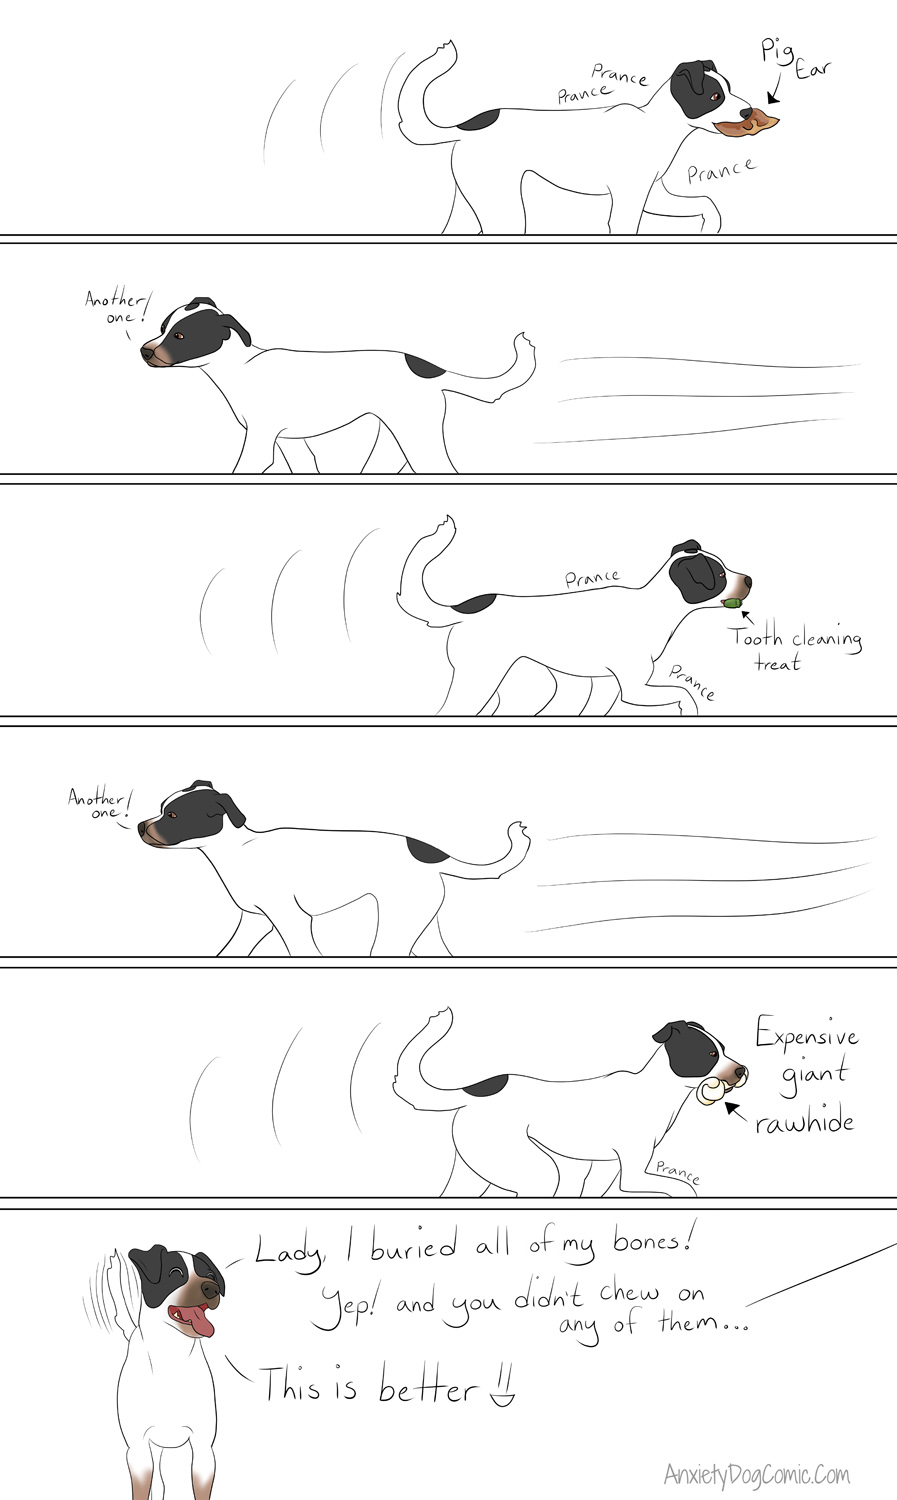 Pig
Ear
Prance
Prance
Prance
Another
one!
Prance
Tooth cleaning
treat
Prance
Another
one!
Expensive
giant
rawhide
Prance
Lady, I buried all of my bones!
Yep! and you didn't chew on
any of them...
This is better
AnxietyDogComic.Com